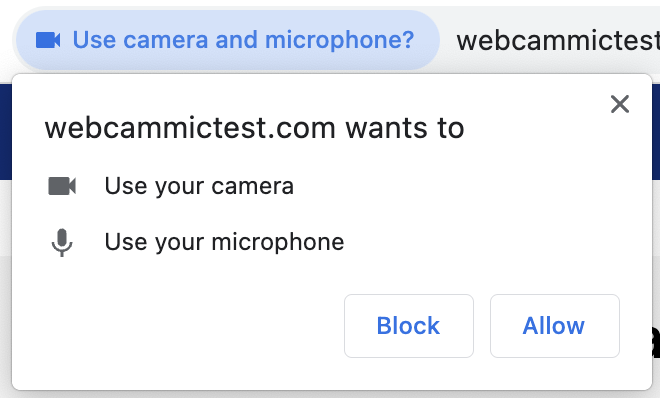 Use camera and microphone? webcammictest
webcammictest.com wants to
Use your camera
Use your microphone
Block Allow